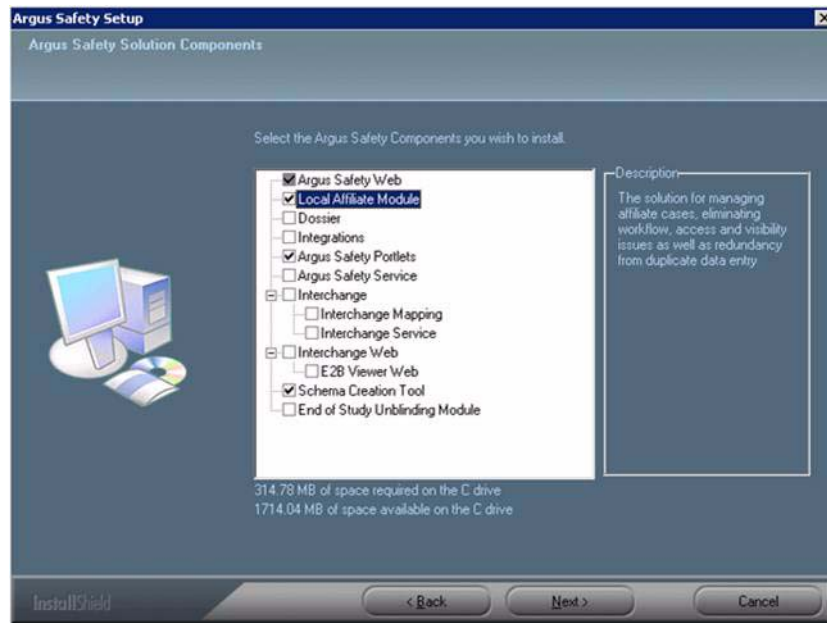 Argus Safety Setup
Argus Safety Solution Components
Select the Argus Safety Components you wish to install.
Argus Safety Web
Local Affiliate Module
Dossier
Integrations
Argus Safety Portlets
Argus Safety Service
Interchange
Interchange Mapping
Interchange Service
Interchange Web
E2B Viewer Web
Schema Creation Tool
End of Study Unblinding Module
Description
The solution for managing
affiliate cases, eliminating
workflow, access and visibility
issues as well as redundancy
from duplicate data entry
314.78 MB of space required on the C drive
1714.04 MB of space available on the C drive
InstallShield
< Back
Next >
Cancel